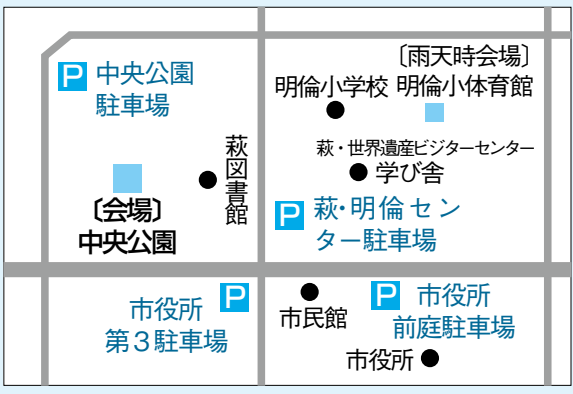 P 中央公園
駐車場
〔会場〕
中央公園
萩図書館
〔雨天時会場〕
明倫小学校 明倫小体育館
萩・世界遺産ビジターセンター
学び舎
P 萩・明倫セン
ター駐車場
市役所 P
第3駐車場
市民館
P 市役所
前庭駐車場
市役所